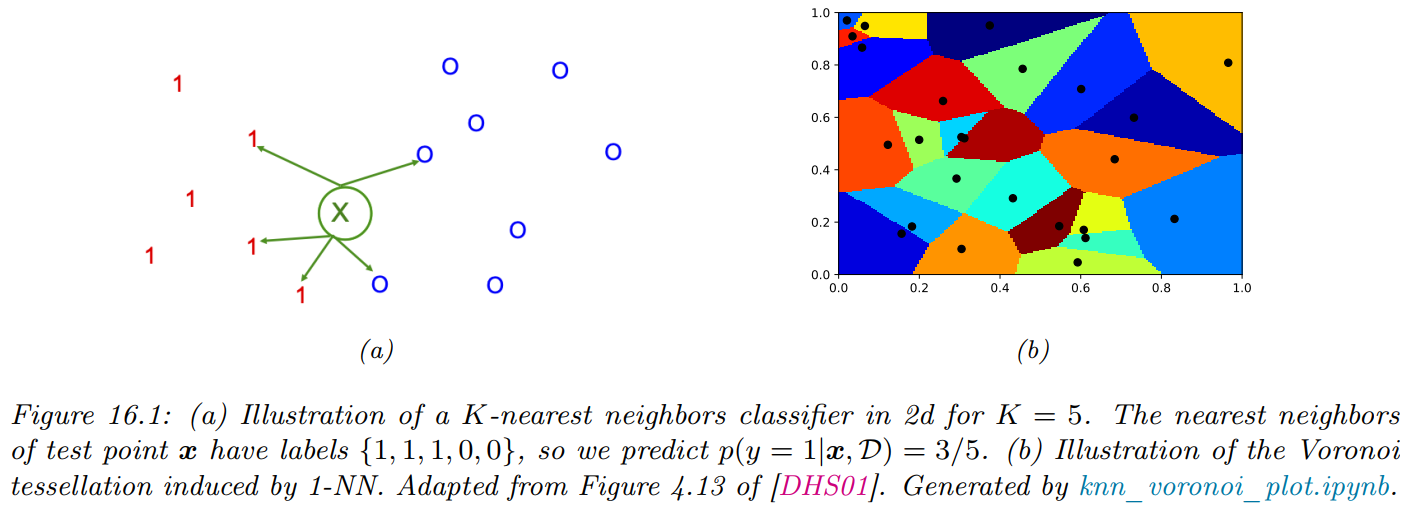 1
1
1
1
1
1
O
O
O
O
O
O
O
O
X
1.0
0.8
0.6
0.4
0.2
0.0
0.0 0.2 0.4 0.6 0.8 1.0
(a) (b)
Figure 16.1: (a) Illustration of a K-nearest neighbors classifier in 2d for K = 5. The nearest neighbors
of test point x have labels {1, 1, 1, 0, 0}, so we predict p(y = 1|x, D) = 3/5. (b) Illustration of the Voronoi
tessellation induced by 1-NN. Adapted from Figure 4.13 of [DHS01]. Generated by knn_voronoi_plot.ipynb.